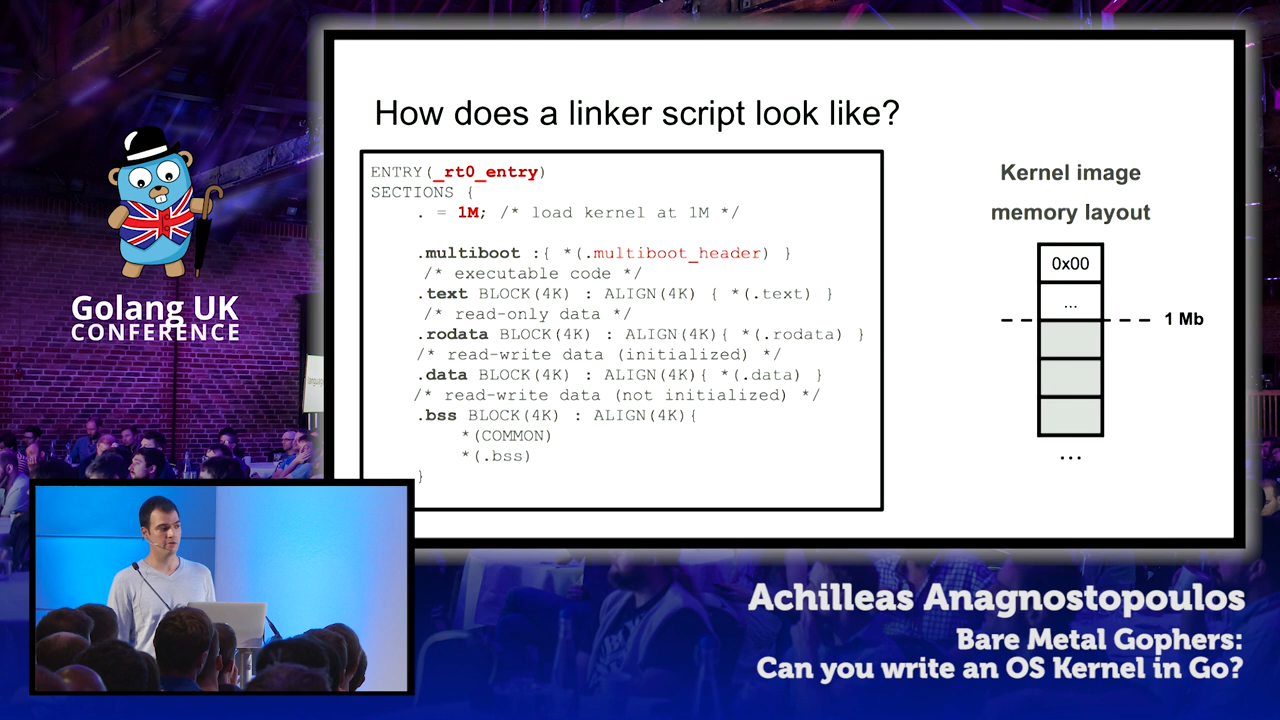 Golang UK
CONFERENCE
How does a linker script look like?
ENTRY(_rt0_entry)
SECTIONS {
. = 1M; /* load kernel at 1M */
.multiboot :{ *(.multiboot_header) }
/* executable code */
.text BLOCK(4K) : ALIGN(4K) { *(.text) }
/* read-only data */
.rodata BLOCK(4K) : ALIGN(4K){ *(.rodata) }
/* read-write data (initialized) */
.data BLOCK(4K) : ALIGN(4K){ *(.data) }
/* read-write data (not initialized) */
.bss BLOCK(4K) : ALIGN(4K){
*(COMMON)
*(.bss)
}
Kernel image
memory layout
0x00
...
1 Mb
...
Achilleas Anagnostopoulos
Bare Metal Gophers:
Can you write an OS Kernel in Go?